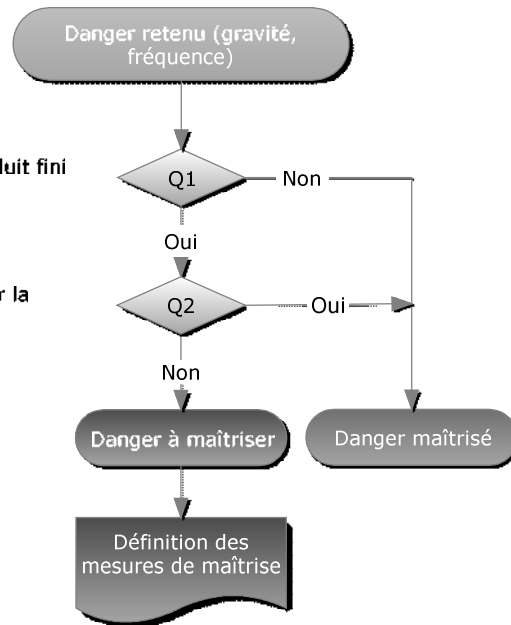 Danger retenu (gravité,
fréquence)
uit fini
Q1
Non
Oui
r la
Q2
Oui
Non
Danger à maîtriser
Danger maîtrisé
Définition des
mesures de maîtrise